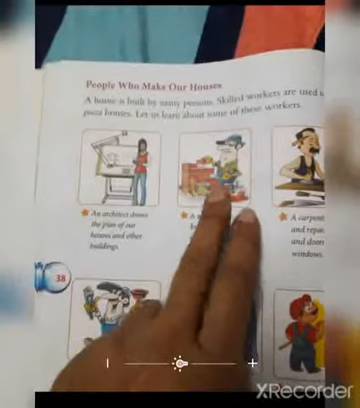 People Who Make Our Houses
A house is built by many persons. Skilled workers are used
pucca houses. Let us learn about some of these workers.
An architect draws
the plan of our
houses and other
buildings.
A
A carpent
and repai
and door
windows.
38
XRecorder